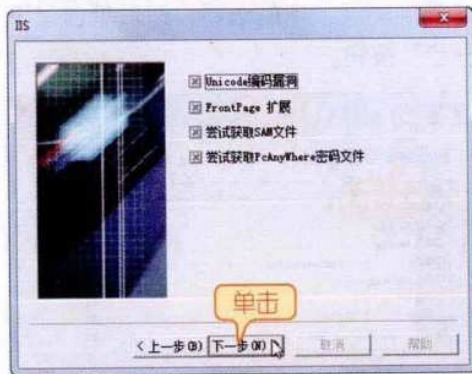 IIS
Unicode编码漏洞
FrontPage 扩展
尝试获取SAM文件
尝试获取PcAnyWhere密码文件
单击
< 上一步(B) 下一步(N) 取消 帮助